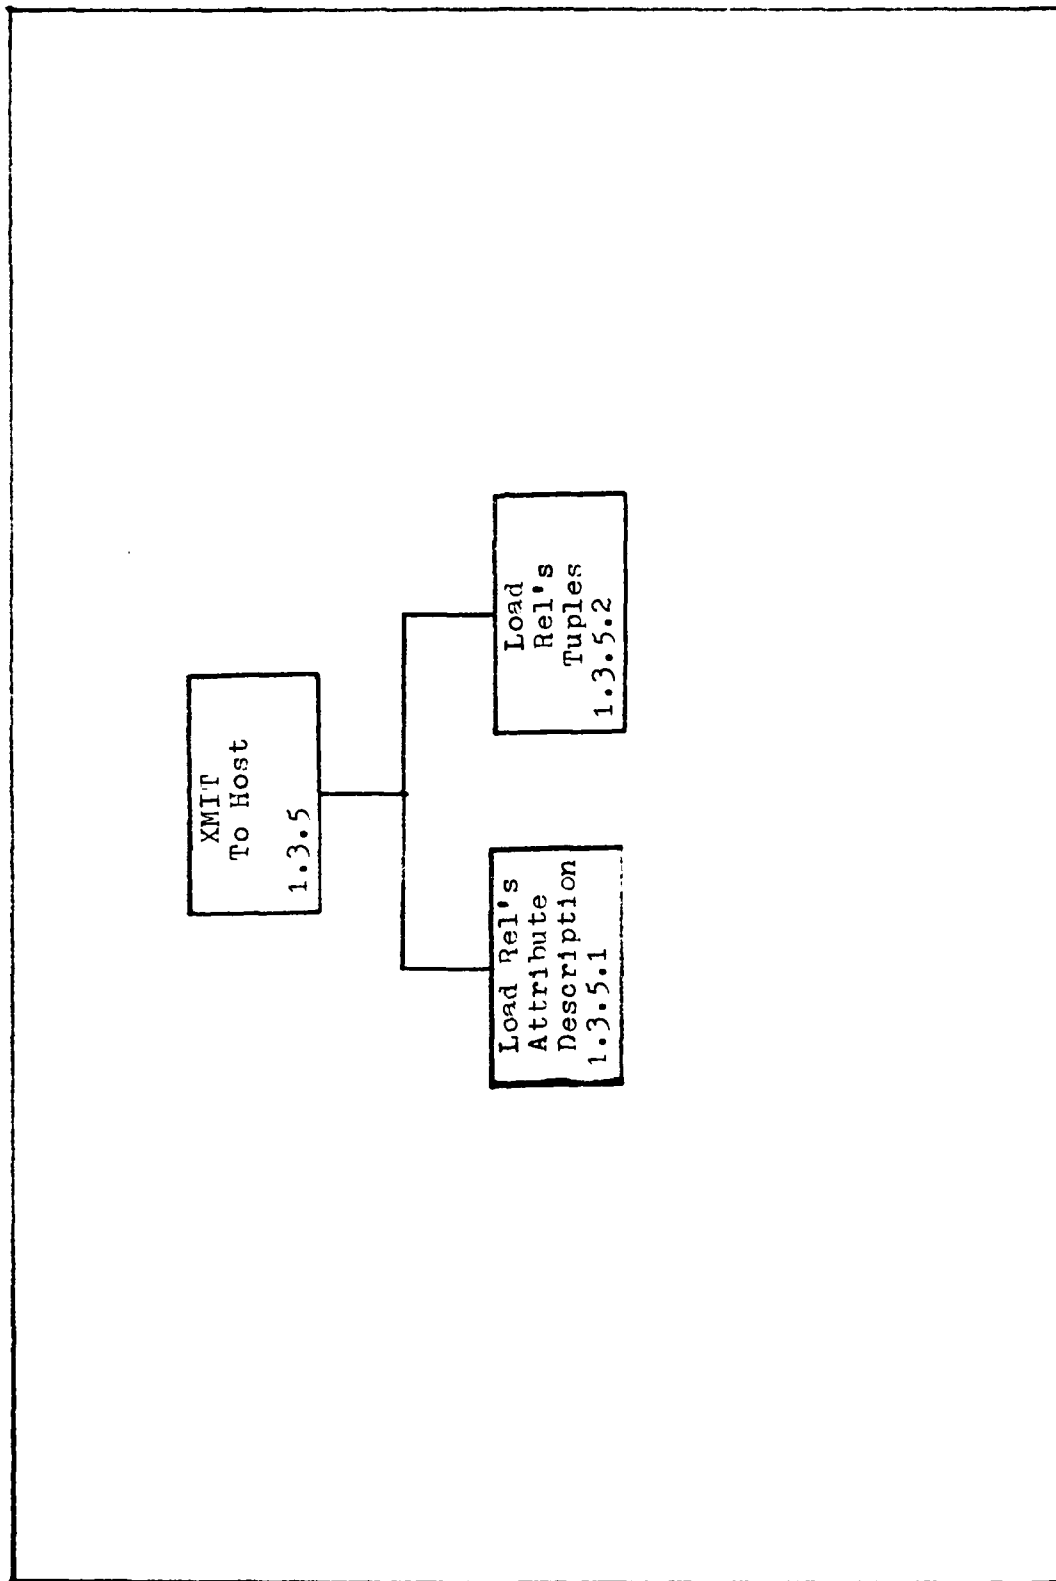 XMIT
To Host
1.3.5
Load Rel's
Attribute
Description
1.3.5.1
Load
Rel's
Tuples
1.3.5.2